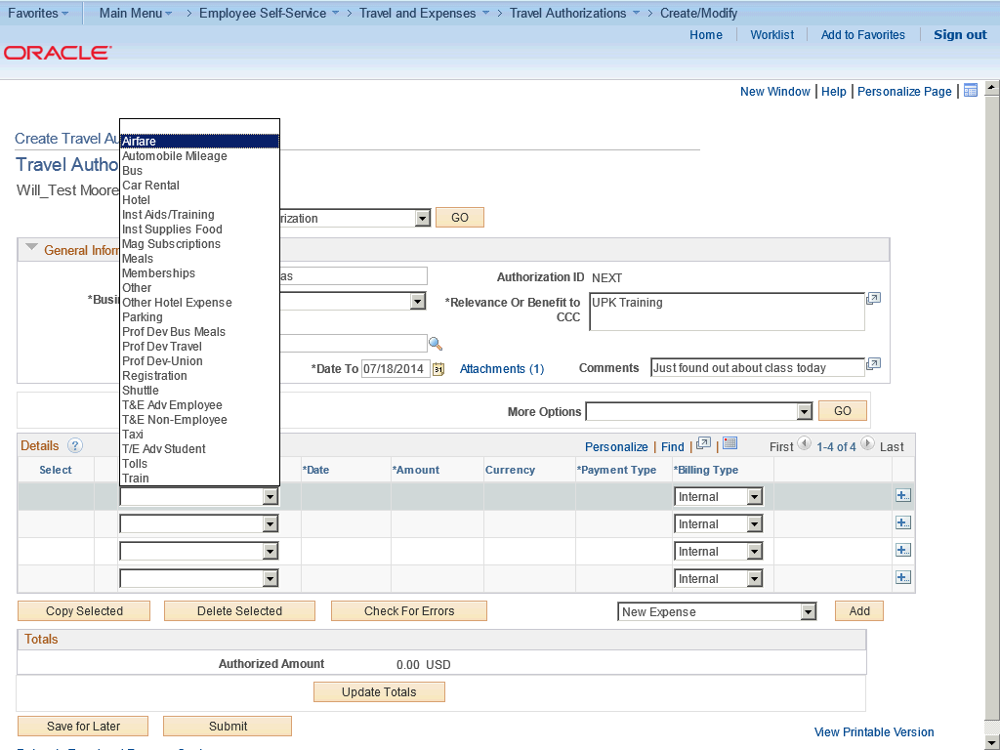 Favorites Main Menu > Employee Self-Service > Travel and Expenses > Travel Authorizations > Create/Modify
Home Worklist Add to Favorites Sign out
ORACLE
New Window | Help | Personalize Page |
Create Travel Au
Travel Autho
Will_Test Moore
Airfare
Automobile Mileage
Bus
Car Rental
Hotel
Inst Aids/Training
Inst Supplies Food
Mag Subscriptions
Meals
Memberships
Other
Other Hotel Expense
Parking
Prof Dev Bus Meals
Prof Dev Travel
Prof Dev-Union
Registration
Shuttle
T&E Adv Employee
T&E Non-Employee
Taxi
T/E Adv Student
Tolls
Train
rization GO
General Inform
as Authorization ID NEXT
*Busin *Relevance Or Benefit to CCC UPK Training
*Date To 07/18/2014 31 Attachments (1) Comments Just found out about class today
More Options GO
Details ? Personalize | Find | | First 1-4 of 4 Last
Select *Date *Amount Currency *Payment Type *Billing Type
Internal
Internal
Internal
Internal
Copy Selected Delete Selected Check For Errors New Expense Add
Totals
Authorized Amount 0.00 USD
Update Totals
Save for Later Submit
View Printable Version